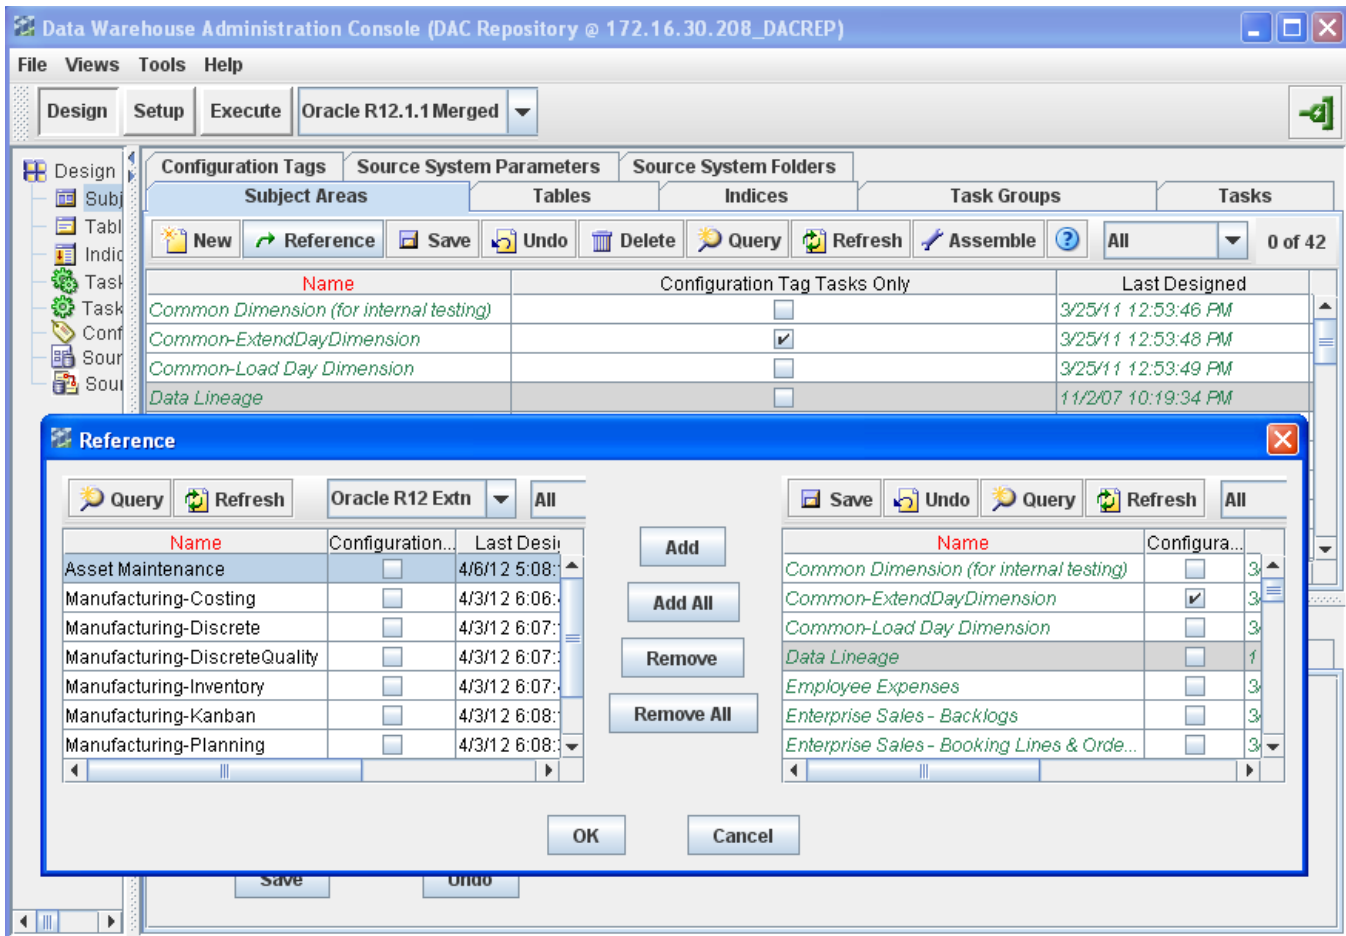 Data Warehouse Administration Console (DAC Repository @ 172.16.30.208_DACREP)
File Views Tools Help
Design Setup Execute Oracle R12.1.1 Merged
Design
Subj
Tabl
Indic
Task
Task
Conf
Sour
Sour
Configuration Tags Source System Parameters Source System Folders
Subject Areas Tables Indices Task Groups Tasks
New Reference Save Undo Delete Query Refresh Assemble ? All 0 of 42
Name Configuration Tag Tasks Only Last Designed
Common Dimension (for internal testing) 3/25/11 12:53:46 PM
Common-ExtendDayDimension 3/25/11 12:53:48 PM
Common-Load Day Dimension 3/25/11 12:53:49 PM
Data Lineage 11/2/07 10:19:34 PM
Reference
Query Refresh Oracle R12 Extn All
Name Configuration... Last Desi
Asset Maintenance 4/6/12 5:08:
Manufacturing-Costing 4/3/12 6:06:
Manufacturing-Discrete 4/3/12 6:07:
Manufacturing-DiscreteQuality 4/3/12 6:07:
Manufacturing-Inventory 4/3/12 6:07:
Manufacturing-Kanban 4/3/12 6:08:
Manufacturing-Planning 4/3/12 6:08:
Add
Add All
Remove
Remove All
Save Undo Query Refresh All
Name Configura...
Common Dimension (for internal testing) 3
Common-ExtendDayDimension 3
Common-Load Day Dimension 3
Data Lineage 1
Employee Expenses 3
Enterprise Sales - Backlogs 3
Enterprise Sales - Booking Lines & Orde... 3
OK Cancel
Save Undo